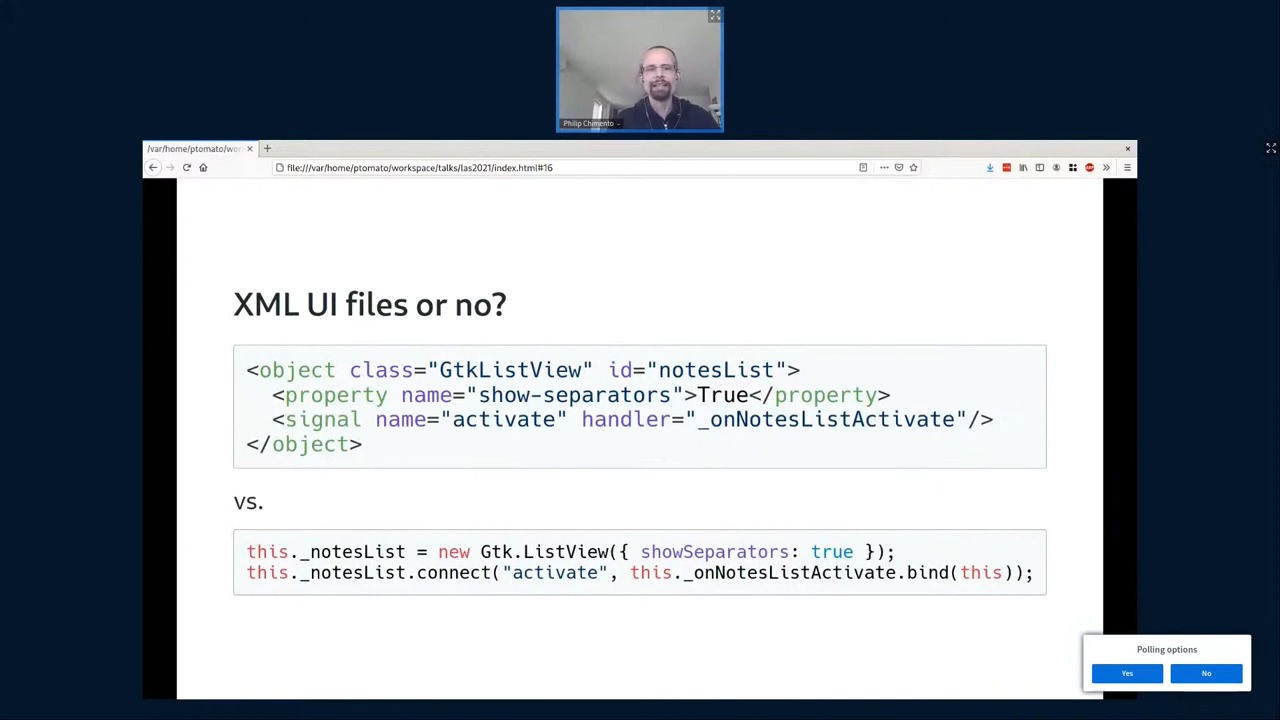 Philip Chimento
/var/home/ptomato/wor
file:///var/home/ptomato/workspace/talks/las2021/index.html#16
XML UI files or no?
<object class="GtkListView" id="notesList">
  <property name="show-separators">True</property>
  <signal name="activate" handler="_onNotesListActivate"/>
</object>
vs.
this._notesList = new Gtk.ListView({ showSeparators: true });
this._notesList.connect("activate", this._onNotesListActivate.bind(this));
Polling options
Yes
No